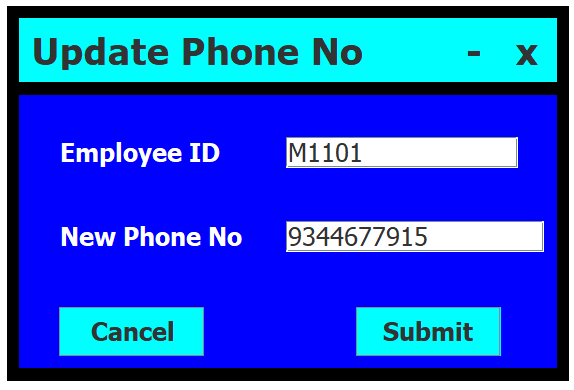 Update Phone No - x
Employee ID M1101
New Phone No 9344677915
Cancel Submit